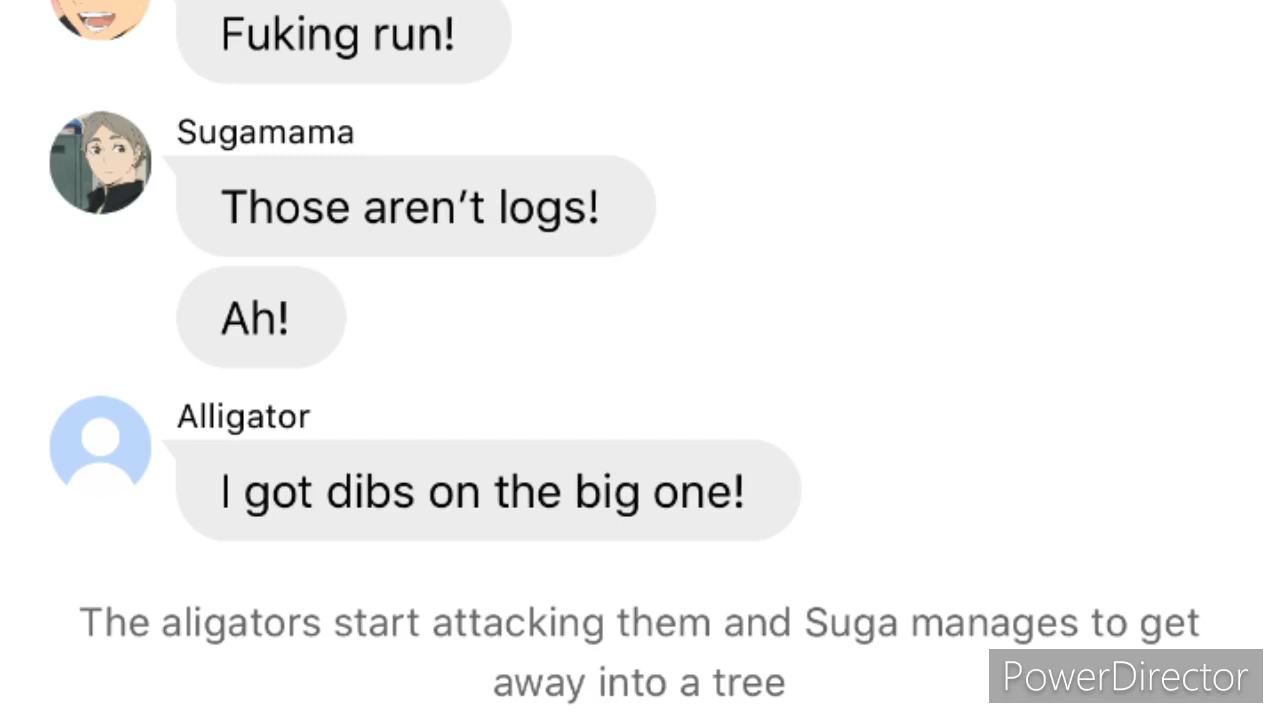 Fuking run!
Sugamama
Those aren't logs!
Ah!
Alligator
I got dibs on the big one!
The aligators start attacking them and Suga manages to get
away into a tree
PowerDirector